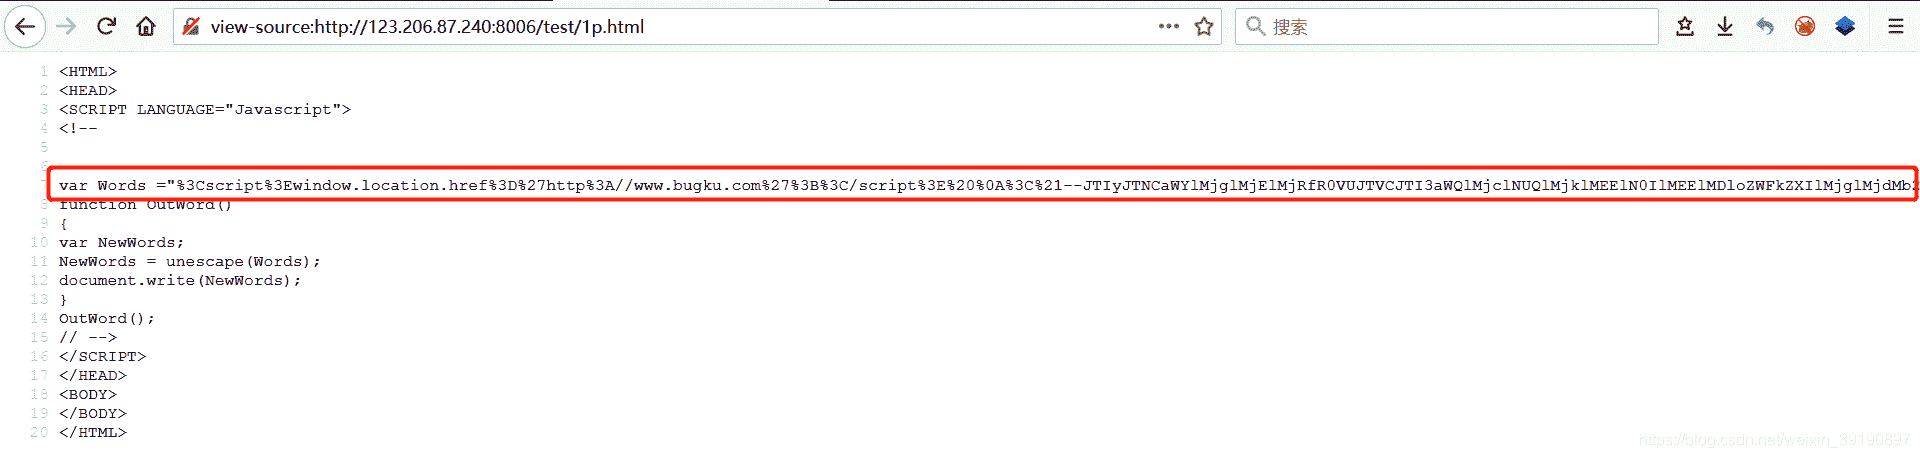 view-source:http://123.206.87.240:8006/test/1p.html
搜索
1 <HTML>
2 <HEAD>
3 <SCRIPT LANGUAGE="Javascript">
4 <!--
5
6
7 var Words ="%3Cscript%3Ewindow.location.href%3D%27http%3A//www.bugku.com%27%3B%3C/script%3E%20%0A%3C%21--JTIyJTNCaWYlMjglMjElMjRfR0VUJTVCJTI3aWQlMjclNUQlMjklMEElN0IlMEElMDloZWFkZXIlMjglMjdMb2
8 function OutWord()
9 {
10 var NewWords;
11 NewWords = unescape(Words);
12 document.write(NewWords);
13 }
14 OutWord();
15 // -->
16 </SCRIPT>
17 </HEAD>
18 <BODY>
19 </BODY>
20 </HTML>
https://blog.csdn.net/weixin_39190897